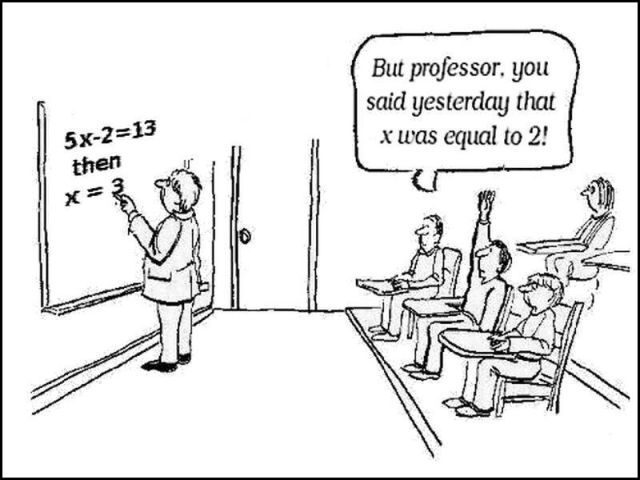 5x-2=13
then
x = 3
But professor, you
said yesterday that
x was equal to 2!